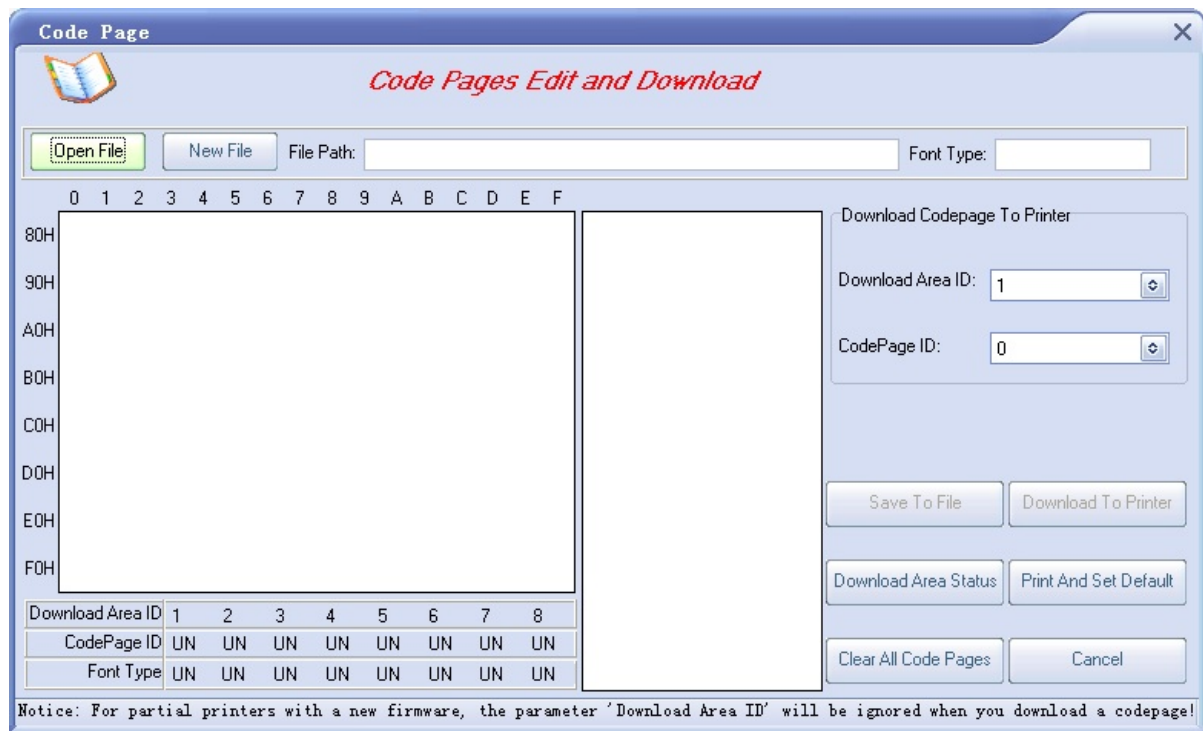 Code Page
Code Pages Edit and Download
Open File New File File Path: Font Type:
0 1 2 3 4 5 6 7 8 9 A B C D E F
80H
90H
A0H
B0H
C0H
D0H
E0H
F0H
Download Codepage To Printer
Download Area ID: 1
CodePage ID: 0
Save To File Download To Printer
Download Area Status Print And Set Default
Clear All Code Pages Cancel
Download Area ID 1 2 3 4 5 6 7 8
CodePage ID UN UN UN UN UN UN UN UN
Font Type UN UN UN UN UN UN UN UN
Notice: For partial printers with a new firmware, the parameter 'Download Area ID' will be ignored when you download a codepage!